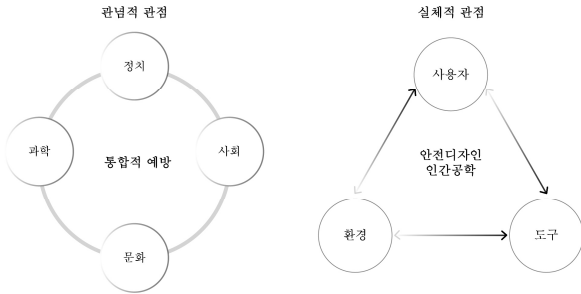 관념적 관점
정치
과학
통합적 예방
사회
문화
실체적 관점
사용자
안전디자인
인간공학
환경
도구